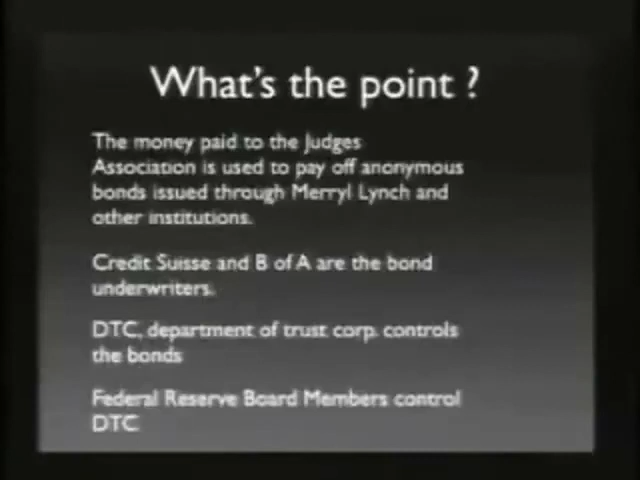 What's the point ?
The money paid to the Judges
Association is used to pay off anonymous
bonds issued through Merryl Lynch and
other institutions.
Credit Suisse and B of A are the bond
underwriters.
DTC, department of trust corp. controls
the bonds
Federal Reserve Board Members control
DTC